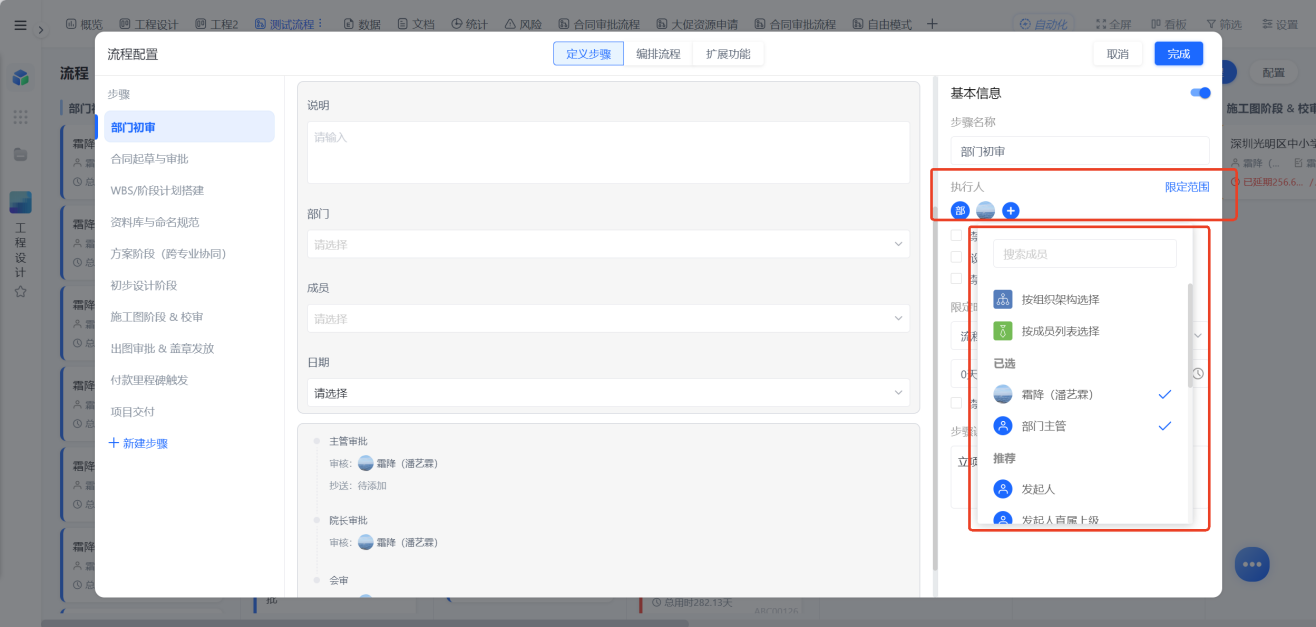 概览 工程设计 工程2 测试流程 数据 文档 统计 风险 合同审批流程 大促资源申请 合同审批流程 自由模式 自动化 全屏 看板 筛选 设置
流程配置
定义步骤 编排流程 扩展功能
取消 完成
流程
配置
步骤
部门初审
合同起草与审批
WBS/阶段计划搭建
资料库与命名规范
方案阶段（跨专业协同）
初步设计阶段
施工图阶段 & 校审
出图审批 & 盖章发放
付款里程碑触发
项目交付
新建步骤
工程设计
说明
请输入
部门
请选择
成员
请选择
日期
请选择
主管审批
审核： 霜降（潘艺霖）
抄送：待添加
院长审批
审核： 霜降（潘艺霖）
会审
基本信息
步骤名称
部门初审
执行人 限定范围
部
搜索成员
按组织架构选择
按成员列表选择
已选
霜降（潘艺霖）
部门主管
推荐
发起人
发起人直属上级
0天
施工图阶段 & 校审
深圳光明区中小学
霜降（...
已延期256.6...
总用时282.13天
ABC00126